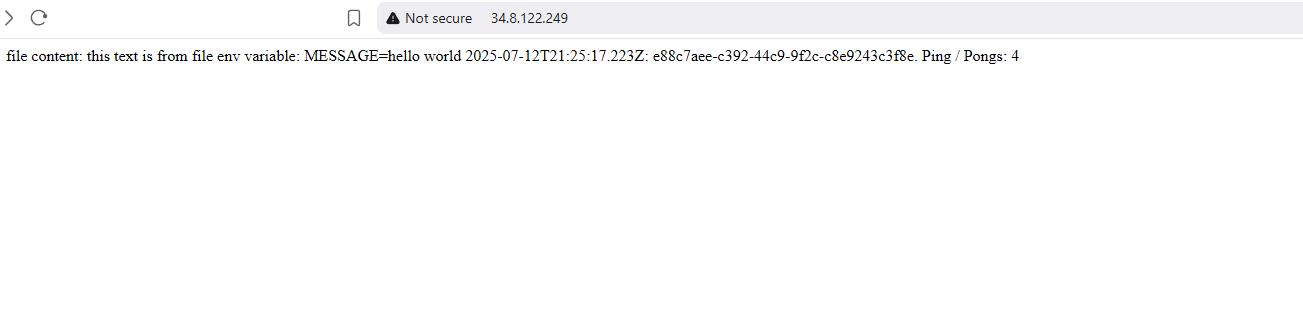 Not secure 34.8.122.249
file content: this text is from file env variable: MESSAGE=hello world 2025-07-12T21:25:17.223Z: e88c7aee-c392-44c9-9f2c-c8e9243c3f8e. Ping / Pongs: 4